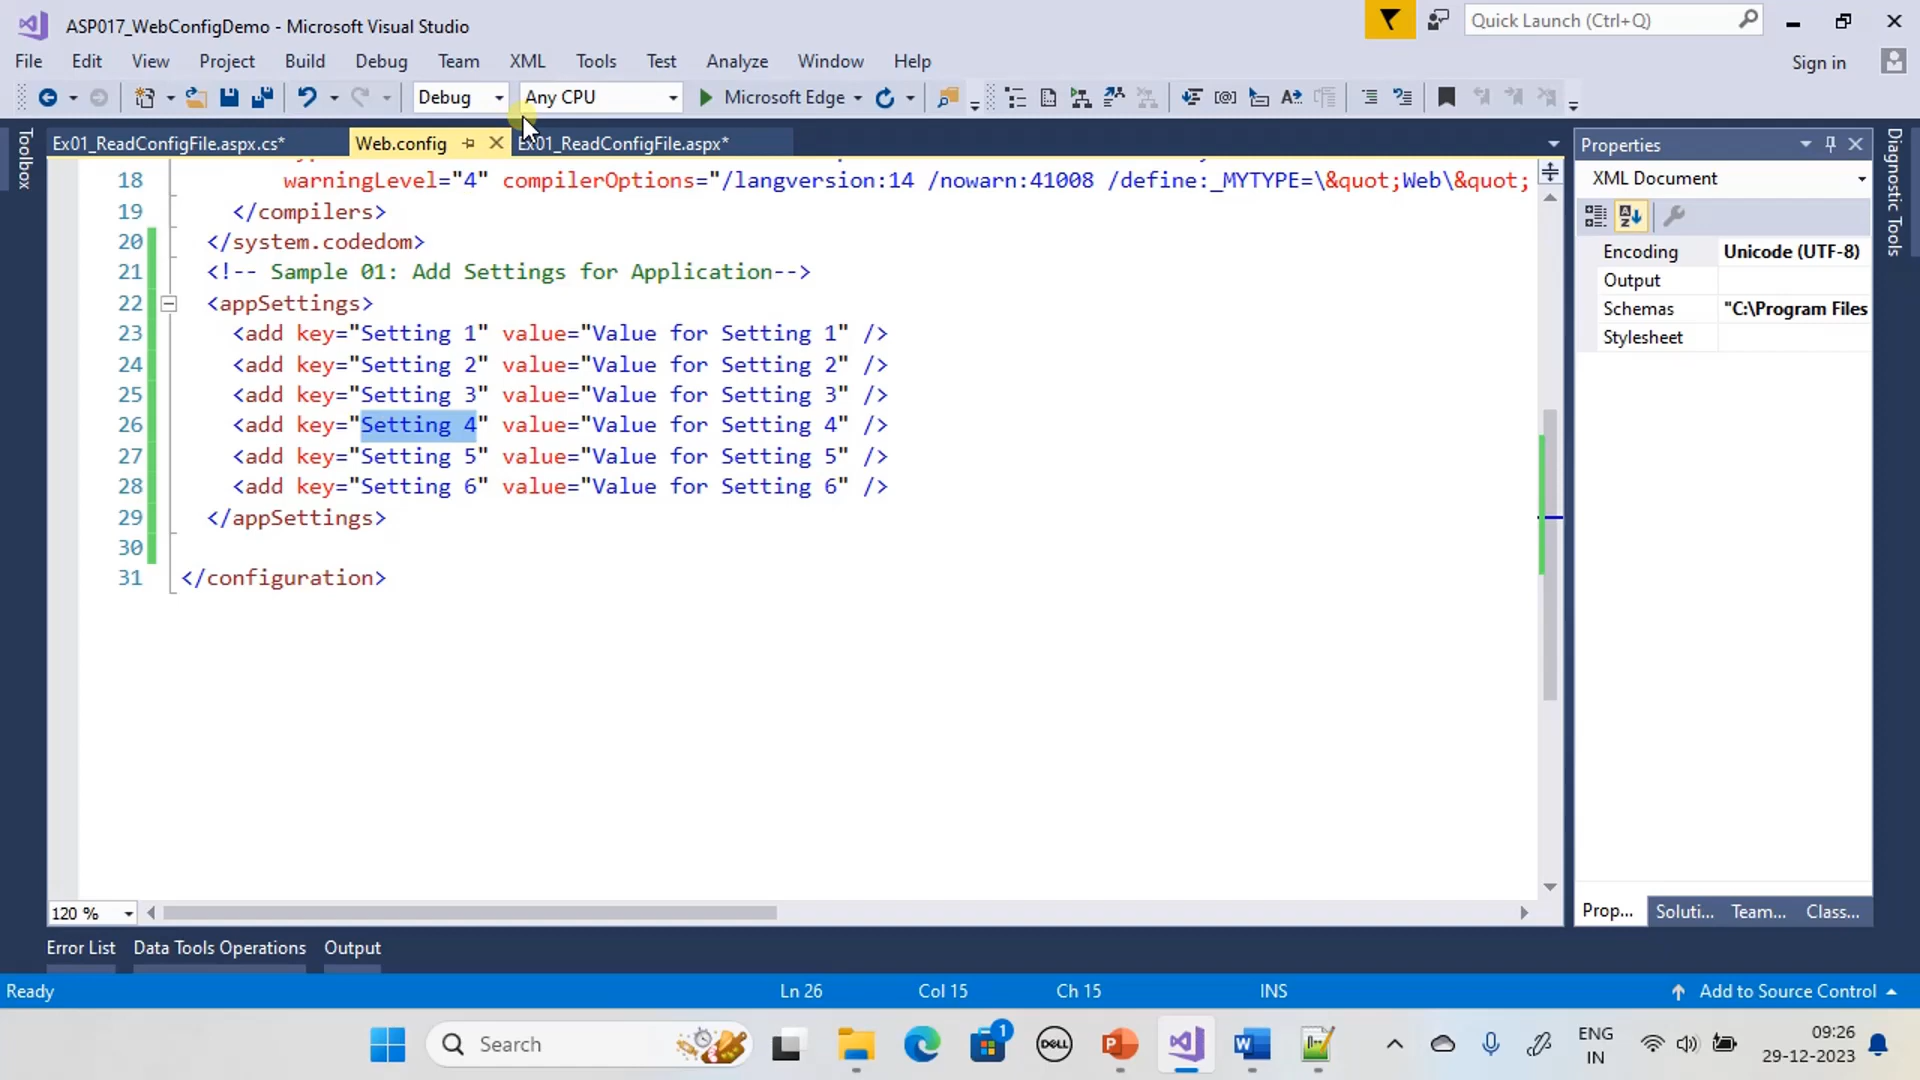 ASP017_WebConfigDemo - Microsoft Visual Studio
Quick Launch (Ctrl+Q)
File Edit View Project Build Debug Team XML Tools Test Analyze Window Help
Sign in
Debug Any CPU Microsoft Edge
Toolbox
Ex01_ReadConfigFile.aspx.cs* Web.config Ex01_ReadConfigFile.aspx*
18 warningLevel="4" compilerOptions="/langversion:14 /nowarn:41008 /define:_MYTYPE=\&quot;Web\&quot;
19 </compilers>
20 </system.codedom>
21 <!-- Sample 01: Add Settings for Application-->
22 <appSettings>
23 <add key="Setting 1" value="Value for Setting 1" />
24 <add key="Setting 2" value="Value for Setting 2" />
25 <add key="Setting 3" value="Value for Setting 3" />
26 <add key="Setting 4" value="Value for Setting 4" />
27 <add key="Setting 5" value="Value for Setting 5" />
28 <add key="Setting 6" value="Value for Setting 6" />
29 </appSettings>
30
31 </configuration>
120 %
Properties
XML Document
Encoding Unicode (UTF-8)
Output
Schemas "C:\Program Files
Stylesheet
Prop... Soluti... Team... Class...
Diagnostic Tools
Error List Data Tools Operations Output
Ready Ln 26 Col 15 Ch 15 INS Add to Source Control
Search
1
DELL
ENG
IN
09:26
29-12-2023